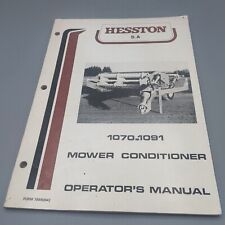 HESSTON
S.A
1070-1091
MOWER CONDITIONER
OPERATOR'S MANUAL